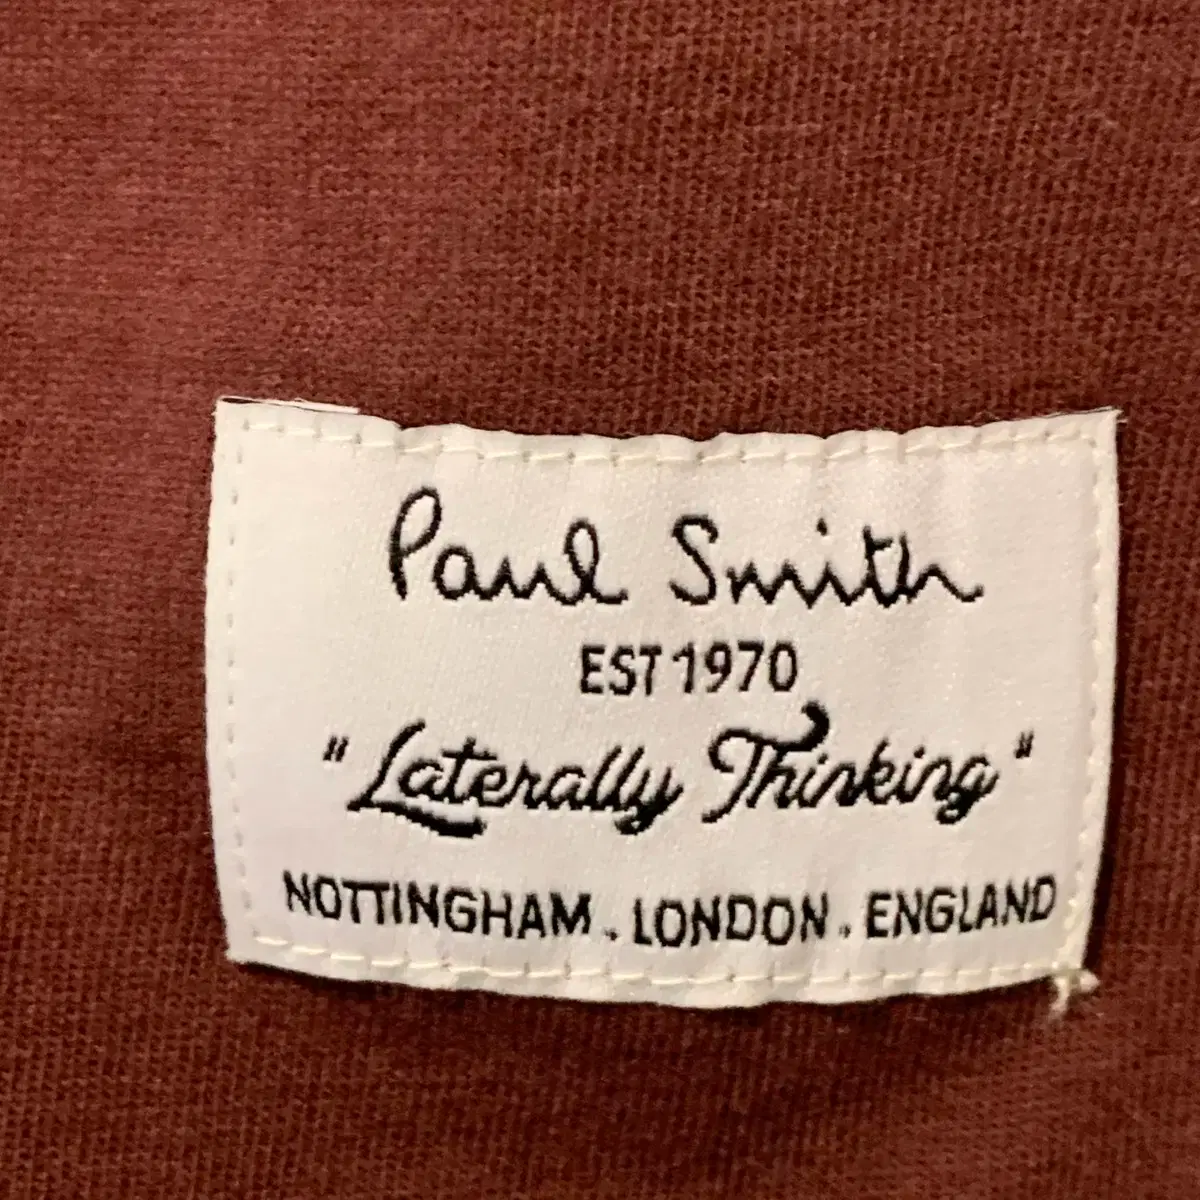 Paul Smith
EST 1970
"Laterally Thinking"
NOTTINGHAM . LONDON . ENGLAND